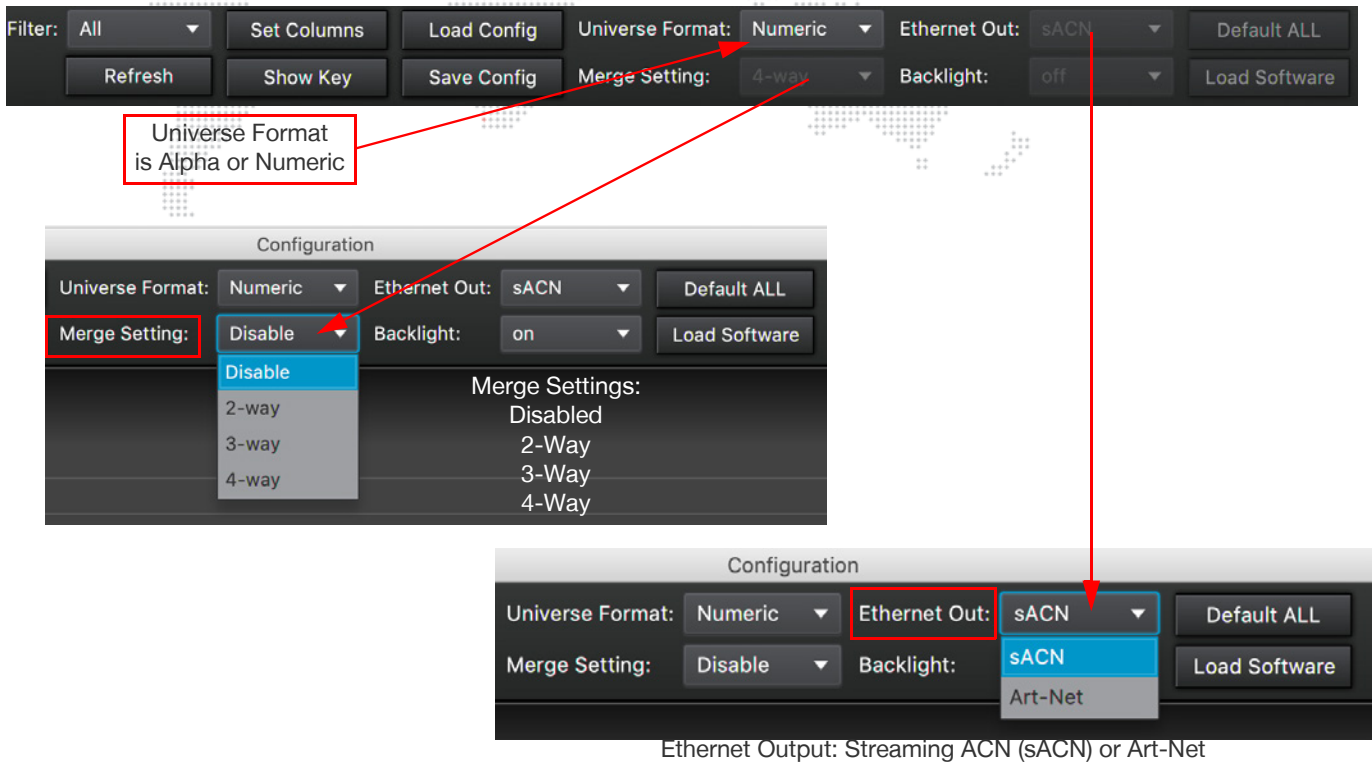 Filter: All Set Columns Load Config Universe Format: Numeric Ethernet Out: sACN Default ALL
Refresh Show Key Save Config Merge Setting: 4-way Backlight: off Load Software
Universe Format
is Alpha or Numeric
Configuration
Universe Format: Numeric Ethernet Out: sACN Default ALL
Merge Setting: Disable Backlight: on Load Software
Disable
2-way
3-way
4-way
Merge Settings:
Disabled
2-Way
3-Way
4-Way
Configuration
Universe Format: Numeric Ethernet Out: sACN Default ALL
Merge Setting: Disable Backlight: sACN Load Software
Art-Net
Ethernet Output: Streaming ACN (sACN) or Art-Net